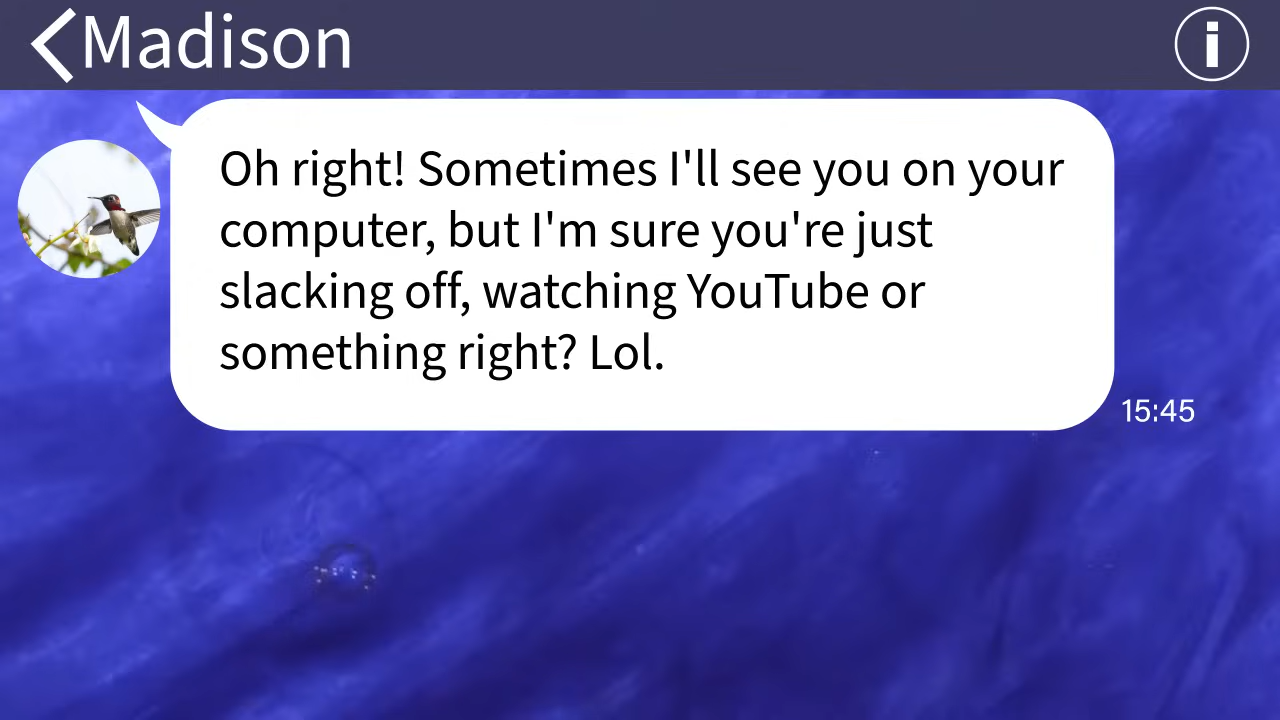 Madison
Oh right! Sometimes I'll see you on your
computer, but I'm sure you're just
slacking off, watching YouTube or
something right? Lol.
15:45